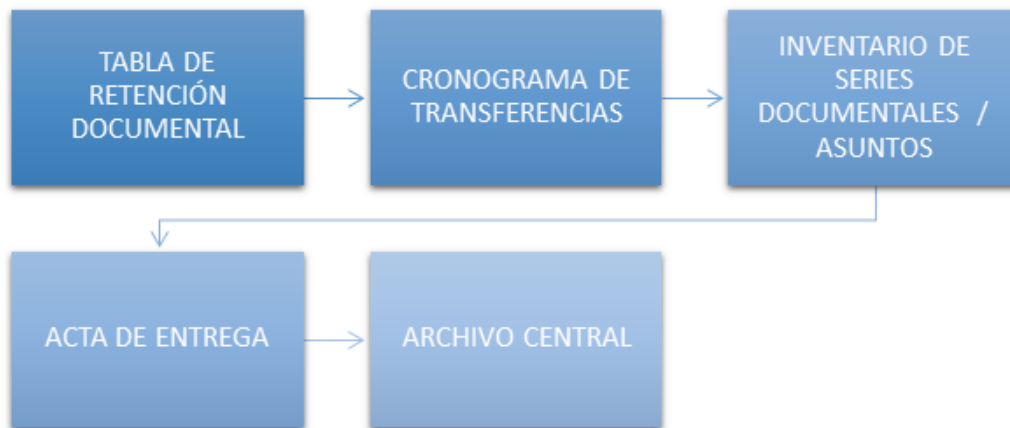 TABLA DE
RETENCIÓN
DOCUMENTAL
CRONOGRAMA DE
TRANSFERENCIAS
INVENTARIO DE
SERIES
DOCUMENTALES /
ASUNTOS
ACTA DE ENTREGA
ARCHIVO CENTRAL